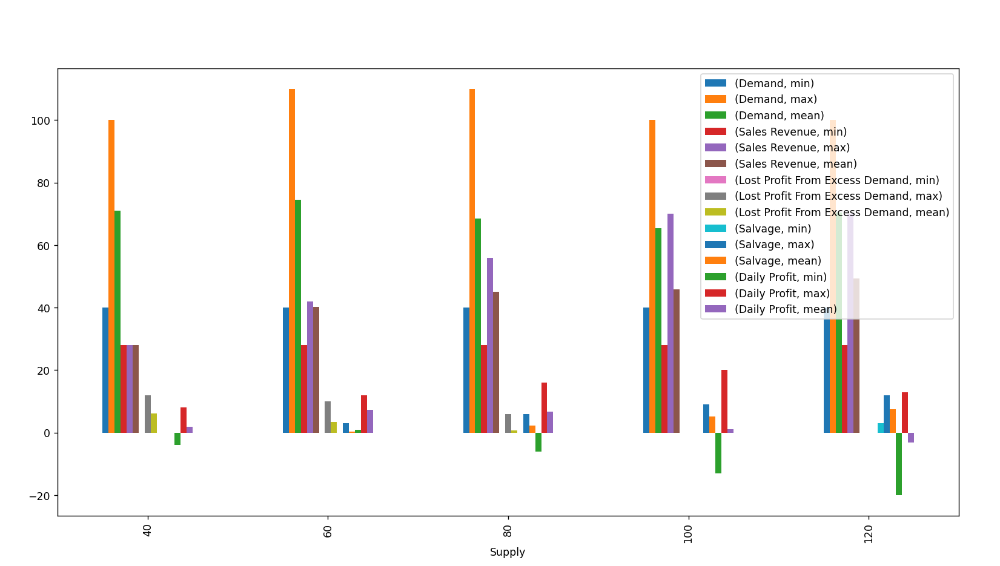 (Demand, min)
(Demand, max)
(Demand, mean)
(Sales Revenue, min)
(Sales Revenue, max)
(Sales Revenue, mean)
(Lost Profit From Excess Demand, min)
(Lost Profit From Excess Demand, max)
(Lost Profit From Excess Demand, mean)
(Salvage, min)
(Salvage, max)
(Salvage, mean)
(Daily Profit, min)
(Daily Profit, max)
(Daily Profit, mean)
100
80
60
40
20
0
−20
40 60 80 100 120
Supply